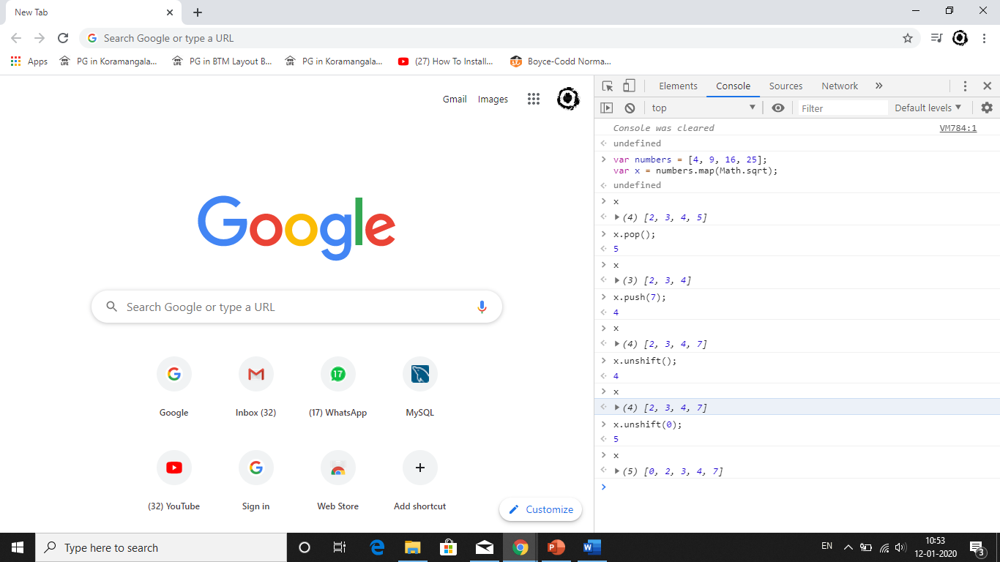 New Tab
Search Google or type a URL
Apps
PG in Koramangala...
PG in BTM Layout B...
PG in Koramangala...
(27) How To Install...
Boyce-Codd Norma...
Gmail Images
Google
Search Google or type a URL
17
Google
Inbox (32)
(17) WhatsApp
MySQL
(32) YouTube
Sign in
Web Store
Add shortcut
Customize
Elements Console Sources Network »
top
Filter
Default levels
Console was cleared VM784:1
undefined
var numbers = [4, 9, 16, 25];
var x = numbers.map(Math.sqrt);
undefined
x
(4) [2, 3, 4, 5]
x.pop();
5
x
(3) [2, 3, 4]
x.push(7);
4
x
(4) [2, 3, 4, 7]
x.unshift();
4
x
(4) [2, 3, 4, 7]
x.unshift(0);
5
x
(5) [0, 2, 3, 4, 7]
Type here to search
EN
10:53
12-01-2020
3